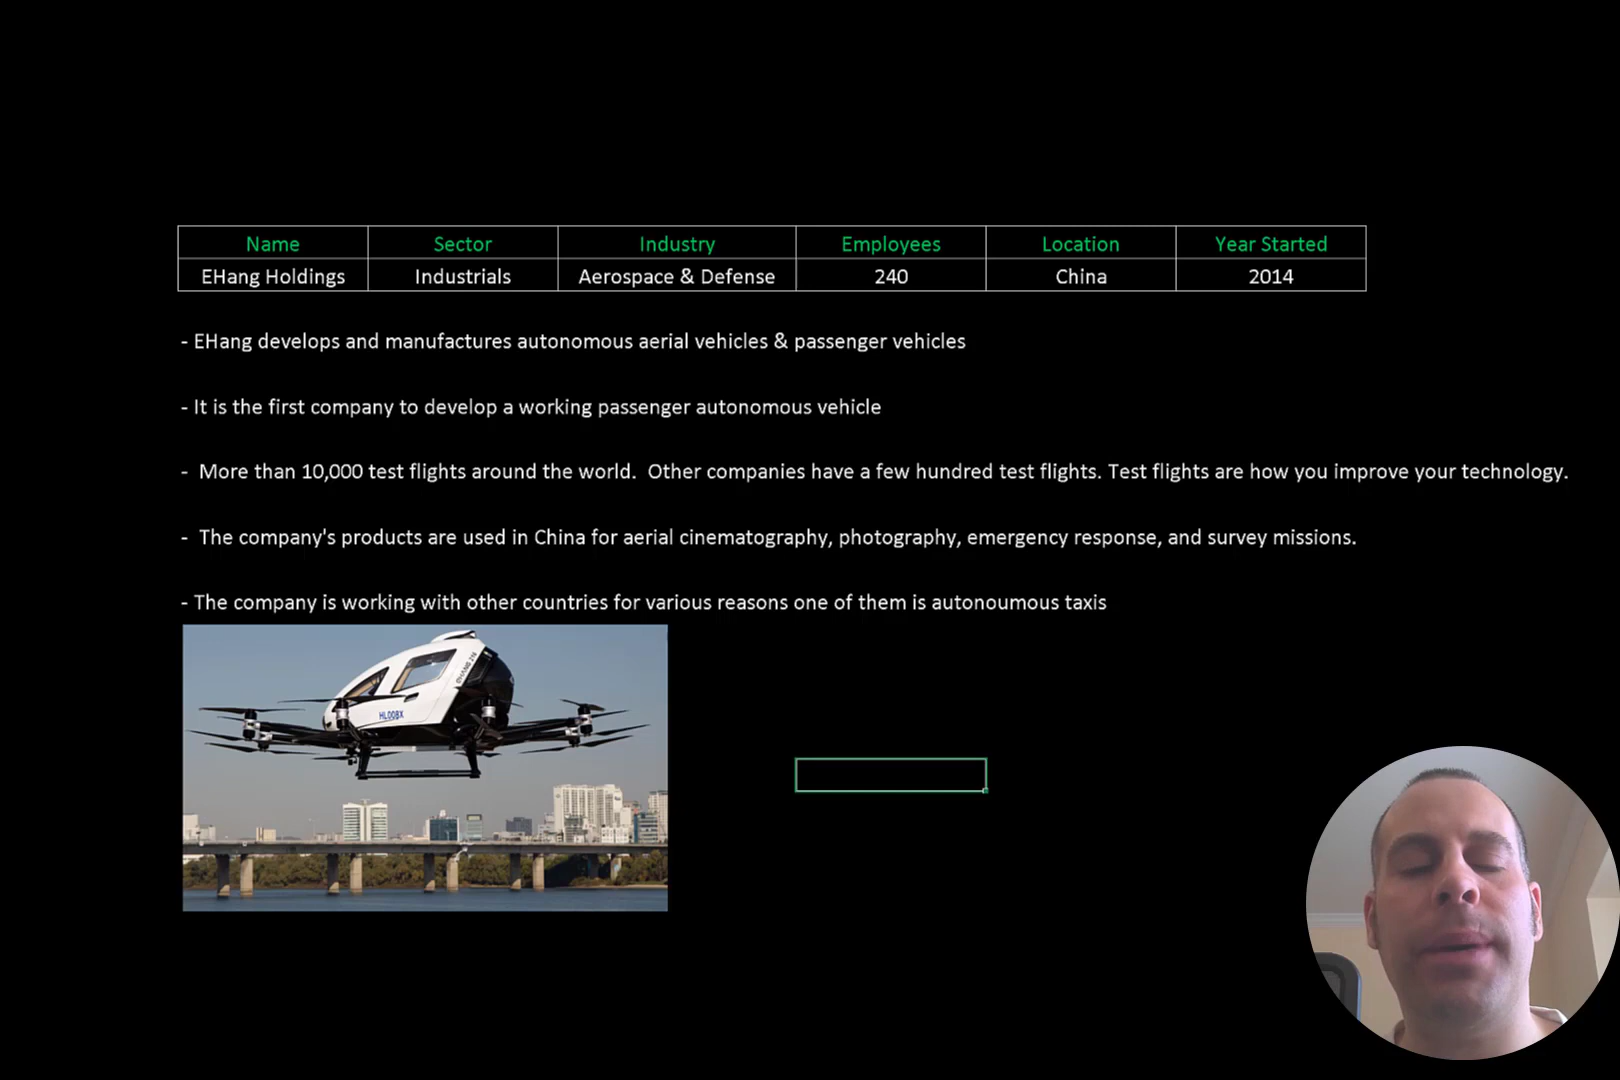 Name Sector Industry Employees Location Year Started
EHang Holdings Industrials Aerospace & Defense 240 China 2014
- EHang develops and manufactures autonomous aerial vehicles & passenger vehicles
- It is the first company to develop a working passenger autonomous vehicle
- More than 10,000 test flights around the world. Other companies have a few hundred test flights. Test flights are how you improve your technology.
- The company's products are used in China for aerial cinematography, photography, emergency response, and survey missions.
- The company is working with other countries for various reasons one of them is autonoumous taxis
EHANG 216
HL008X